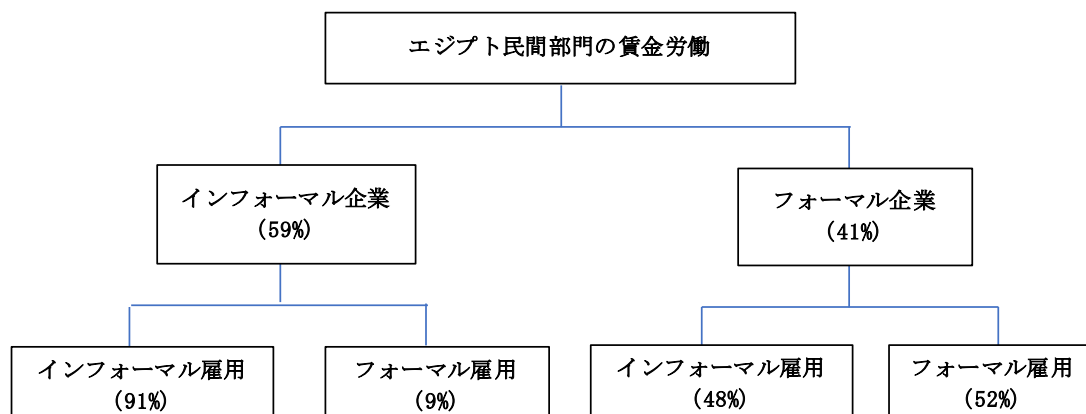 エジプト民間部門の賃金労働
インフォーマル企業
(59%)
フォーマル企業
(41%)
インフォーマル雇用
(91%)
フォーマル雇用
(9%)
インフォーマル雇用
(48%)
フォーマル雇用
(52%)